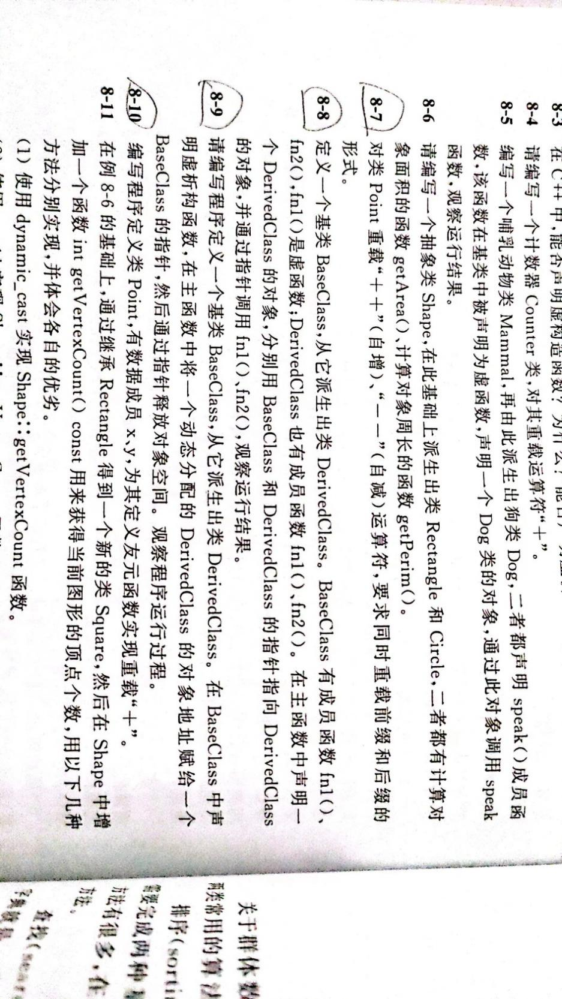 8-3 在 C++ 中,能否声明虚构造函数? 为什么?
8-4 请编写一个计数器 Counter 类,对其重载运算符“+”。
8-5 编写一个哺乳动物类 Mammal,再由此派生出狗类 Dog,二者都声明 speak()成员函
数,该函数在基类中被声明为虚函数,声明一个 Dog 类的对象,通过此对象调用 speak
函数,观察运行结果。
8-6 请编写一个抽象类 Shape,在此基础上派生出类 Rectangle 和 Circle,二者都有计算对
象面积的函数 getArea()、计算对象周长的函数 getPerim()。
8-7 对类 Point 重载“++”(自增)、“--”(自减)运算符,要求同时重载前缀和后缀的
形式。
8-8 定义一个基类 BaseClass,从它派生出类 DerivedClass。BaseClass 有成员函数 fn1()、
fn2(),fn1()是虚函数;DerivedClass 也有成员函数 fn1()、fn2()。在主函数中声明一
个 DerivedClass 的对象,分别用 BaseClass 和 DerivedClass 的指针指向 DerivedClass
的对象,并通过指针调用 fn1()、fn2(),观察运行结果。
8-9 请编写程序定义一个基类 BaseClass,从它派生出类 DerivedClass。在 BaseClass 中声
明虚析构函数,在主函数中将一个动态分配的 DerivedClass 的对象地址赋给一个
BaseClass 的指针,然后通过指针释放对象空间。观察程序运行过程。
8-10 编写程序定义类 Point,有数据成员 x、y,为其定义友元函数实现重载“+”。
8-11 在例 8-6 的基础上,通过继承 Rectangle 得到一个新的类 Square,然后在 Shape 中增
加一个函数 int getVertexCount() const 用来获得当前图形的顶点个数,用以下几种
方法分别实现,并体会各自的优劣。
(1) 使用 dynamic_cast 实现 Shape::getVertexCount 函数。
关于群体
两类常用的算法
排序(sorti
需要完成两种
方法有很多,在
方法。
查找(sear